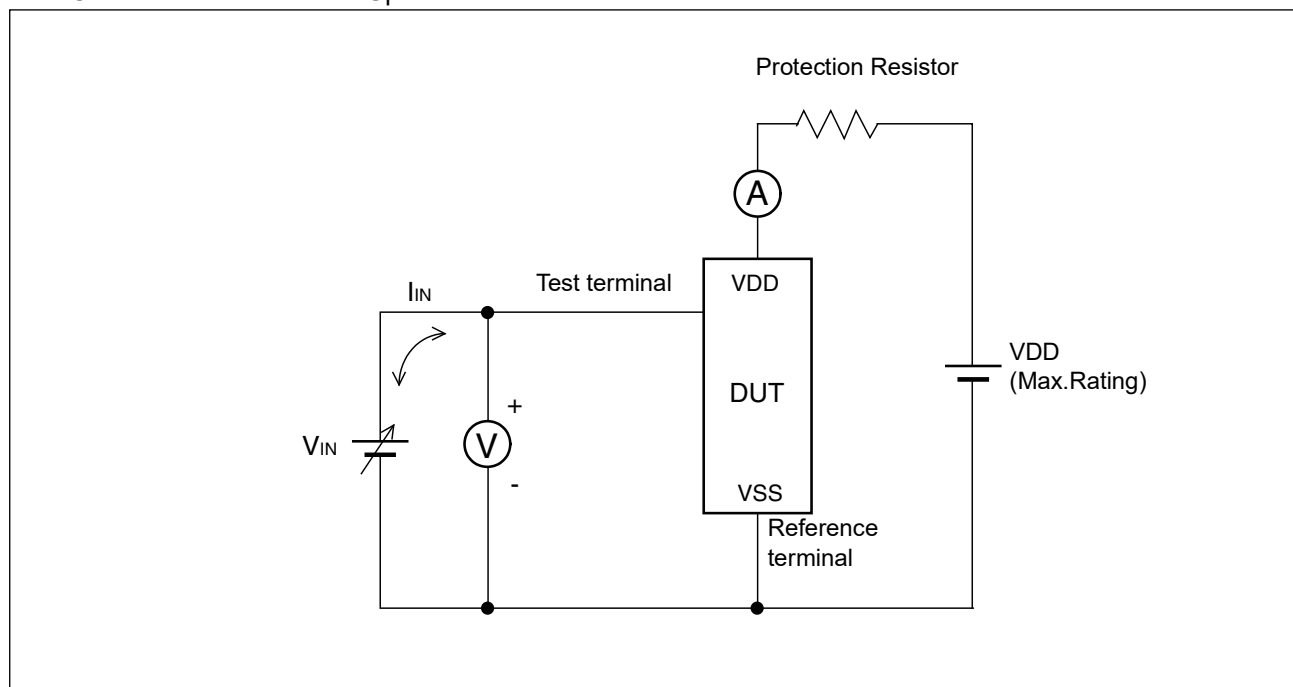 Protection Resistor
A
IIN
Test terminal
VDD
VDD
(Max.Rating)
DUT
+
VIN
V
-
VSS
Reference
terminal